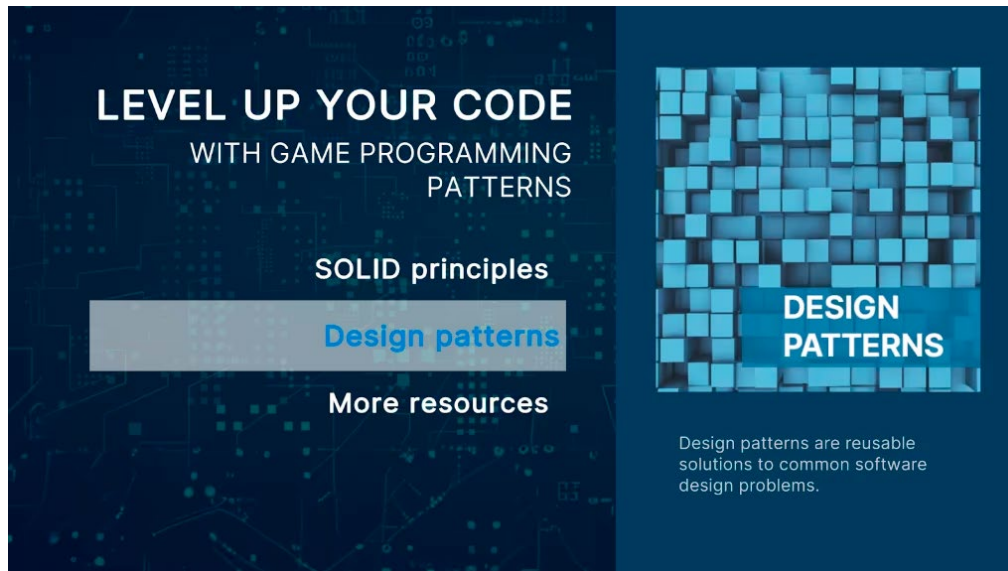 LEVEL UP YOUR CODE
WITH GAME PROGRAMMING
PATTERNS
SOLID principles
Design patterns
More resources
DESIGN
PATTERNS
Design patterns are reusable
solutions to common software
design problems.